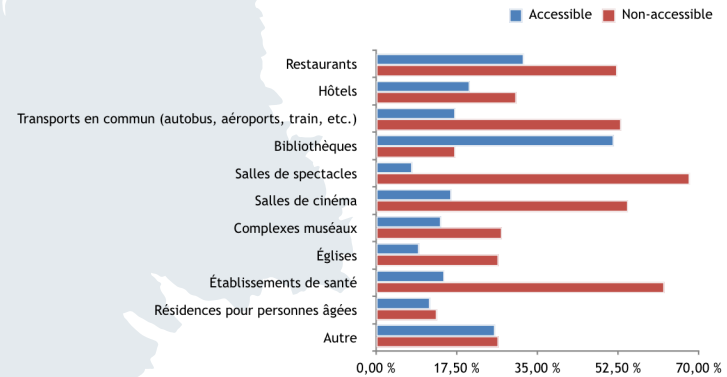 Accessible Non-accessible
Restaurants
Hôtels
Transports en commun (autobus, aéroports, train, etc.)
Bibliothèques
Salles de spectacles
Salles de cinéma
Complexes muséaux
Églises
Établissements de santé
Résidences pour personnes âgées
Autre
0,00 % 17,50 % 35,00 % 52,50 % 70,00 %